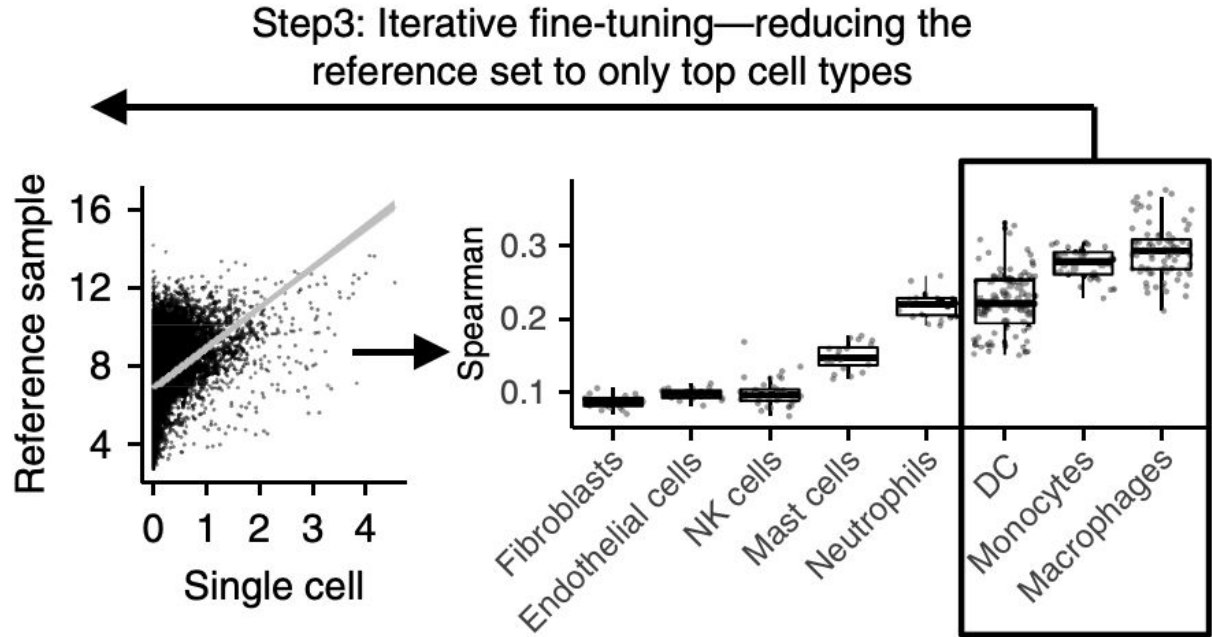 Step3: Iterative fine-tuning—reducing the
reference set to only top cell types
Reference sample
16
12
8
4
0 1 2 3 4
Single cell
Spearman
0.3
0.2
0.1
Fibroblasts
Endothelial cells
NK cells
Mast cells
Neutrophils
DC
Monocytes
Macrophages